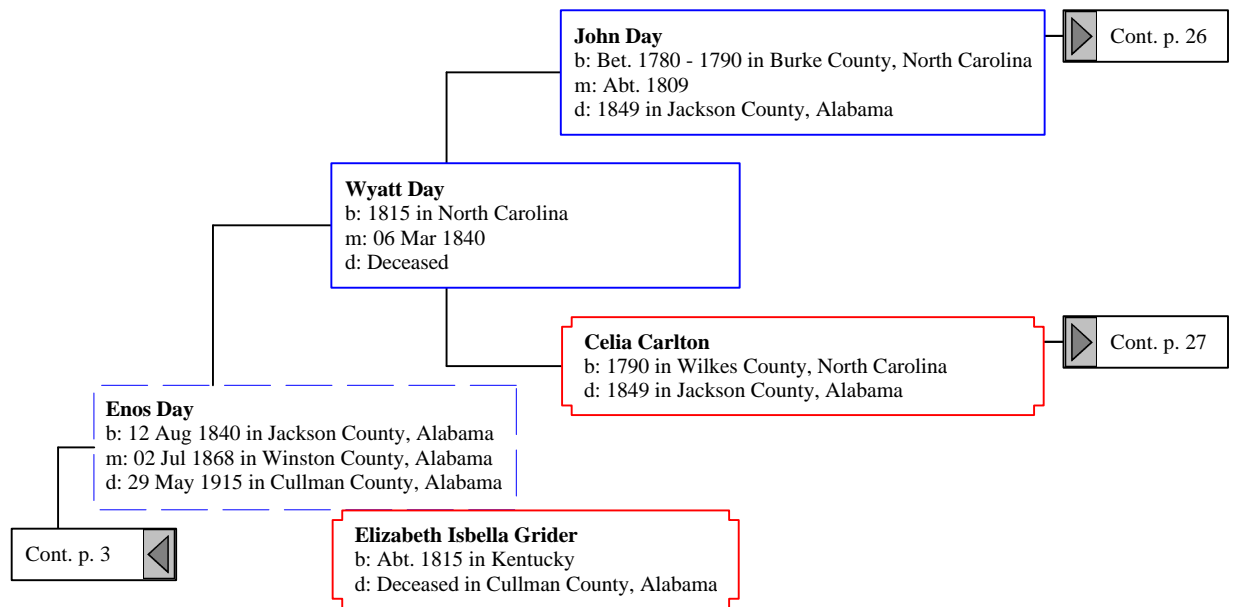 John Day
b: Bet. 1780 - 1790 in Burke County, North Carolina
m: Abt. 1809
d: 1849 in Jackson County, Alabama
Cont. p. 26
Wyatt Day
b: 1815 in North Carolina
m: 06 Mar 1840
d: Deceased
Celia Carlton
b: 1790 in Wilkes County, North Carolina
d: 1849 in Jackson County, Alabama
Cont. p. 27
Enos Day
b: 12 Aug 1840 in Jackson County, Alabama
m: 02 Jul 1868 in Winston County, Alabama
d: 29 May 1915 in Cullman County, Alabama
Cont. p. 3
Elizabeth Isbella Grider
b: Abt. 1815 in Kentucky
d: Deceased in Cullman County, Alabama